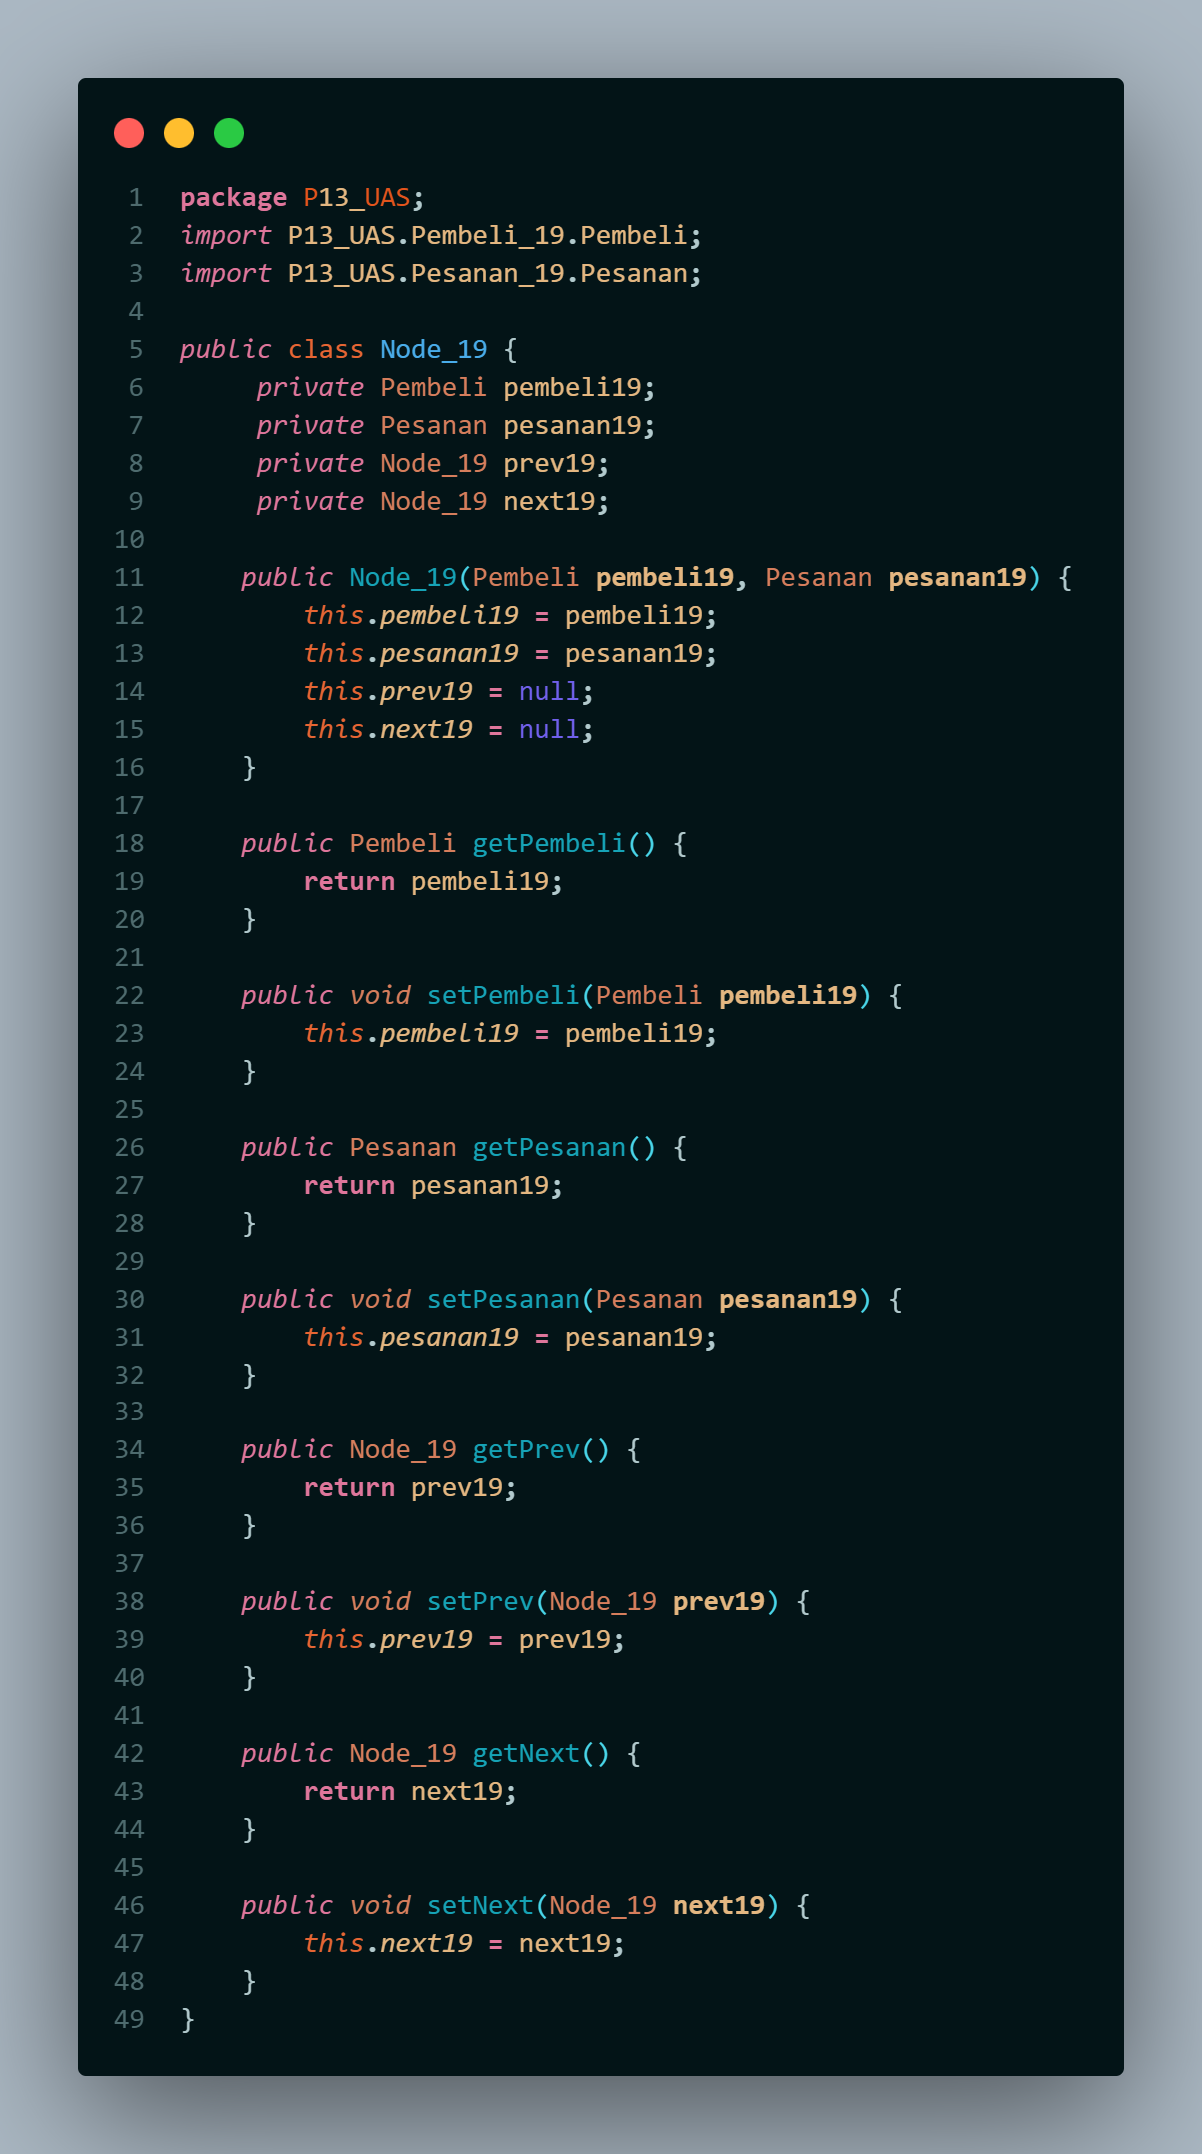 1 package P13_UAS;
2 import P13_UAS.Pembeli_19.Pembeli;
3 import P13_UAS.Pesanan_19.Pesanan;
4
5 public class Node_19 {
6      private Pembeli pembeli19;
7      private Pesanan pesanan19;
8      private Node_19 prev19;
9      private Node_19 next19;
10
11     public Node_19(Pembeli pembeli19, Pesanan pesanan19) {
12         this.pembeli19 = pembeli19;
13         this.pesanan19 = pesanan19;
14         this.prev19 = null;
15         this.next19 = null;
16     }
17
18     public Pembeli getPembeli() {
19         return pembeli19;
20     }
21
22     public void setPembeli(Pembeli pembeli19) {
23         this.pembeli19 = pembeli19;
24     }
25
26     public Pesanan getPesanan() {
27         return pesanan19;
28     }
29
30     public void setPesanan(Pesanan pesanan19) {
31         this.pesanan19 = pesanan19;
32     }
33
34     public Node_19 getPrev() {
35         return prev19;
36     }
37
38     public void setPrev(Node_19 prev19) {
39         this.prev19 = prev19;
40     }
41
42     public Node_19 getNext() {
43         return next19;
44     }
45
46     public void setNext(Node_19 next19) {
47         this.next19 = next19;
48     }
49 }